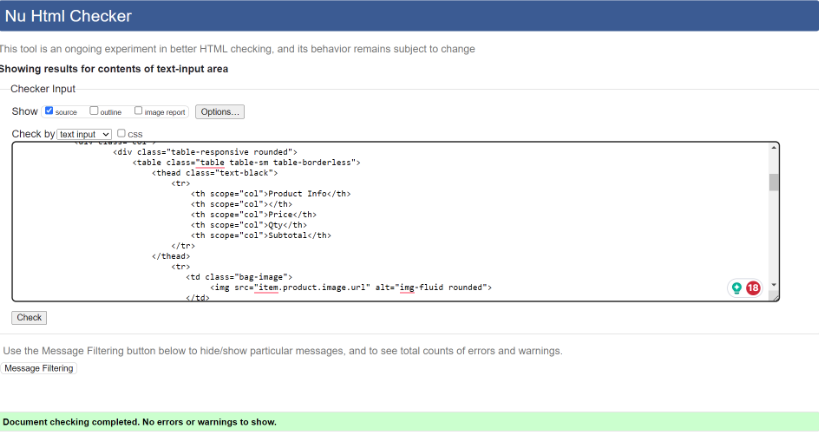 Nu Html Checker
This tool is an ongoing experiment in better HTML checking, and its behavior remains subject to change
Showing results for contents of text-input area
Checker Input
Show source outline image report Options...
Check by text input css
<div class="table-responsive rounded">
<table class="table table-sm table-borderless">
<thead class="text-black">
<tr>
<th scope="col">Product Info</th>
<th scope="col"></th>
<th scope="col">Price</th>
<th scope="col">Qty</th>
<th scope="col">Subtotal</th>
</tr>
</thead>
<tr>
<td class="bag-image">
<img src="item.product.image.url" alt="img-fluid rounded">
</td>
18
Check
Use the Message Filtering button below to hide/show particular messages, and to see total counts of errors and warnings.
Message Filtering
Document checking completed. No errors or warnings to show.